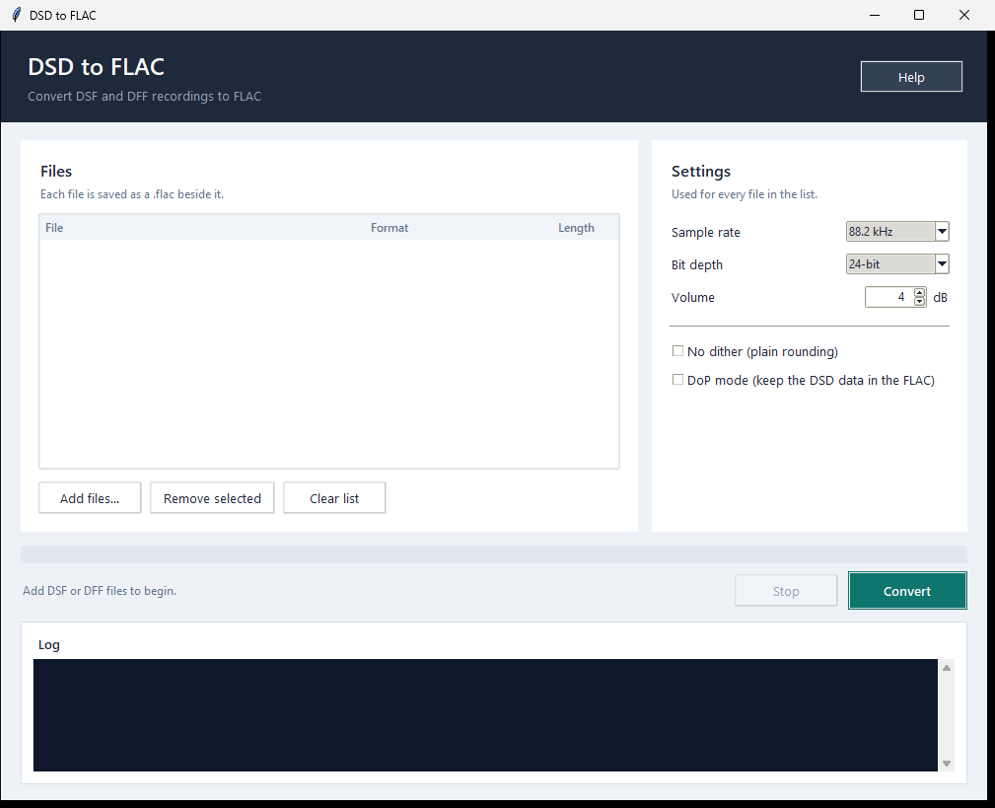 DSD to FLAC
DSD to FLAC
Convert DSF and DFF recordings to FLAC
Help
Files
Each file is saved as a .flac beside it.
File Format Length
Add files... Remove selected Clear list
Settings
Used for every file in the list.
Sample rate 88.2 kHz
Bit depth 24-bit
Volume 4 dB
No dither (plain rounding)
DoP mode (keep the DSD data in the FLAC)
Add DSF or DFF files to begin.
Stop Convert
Log